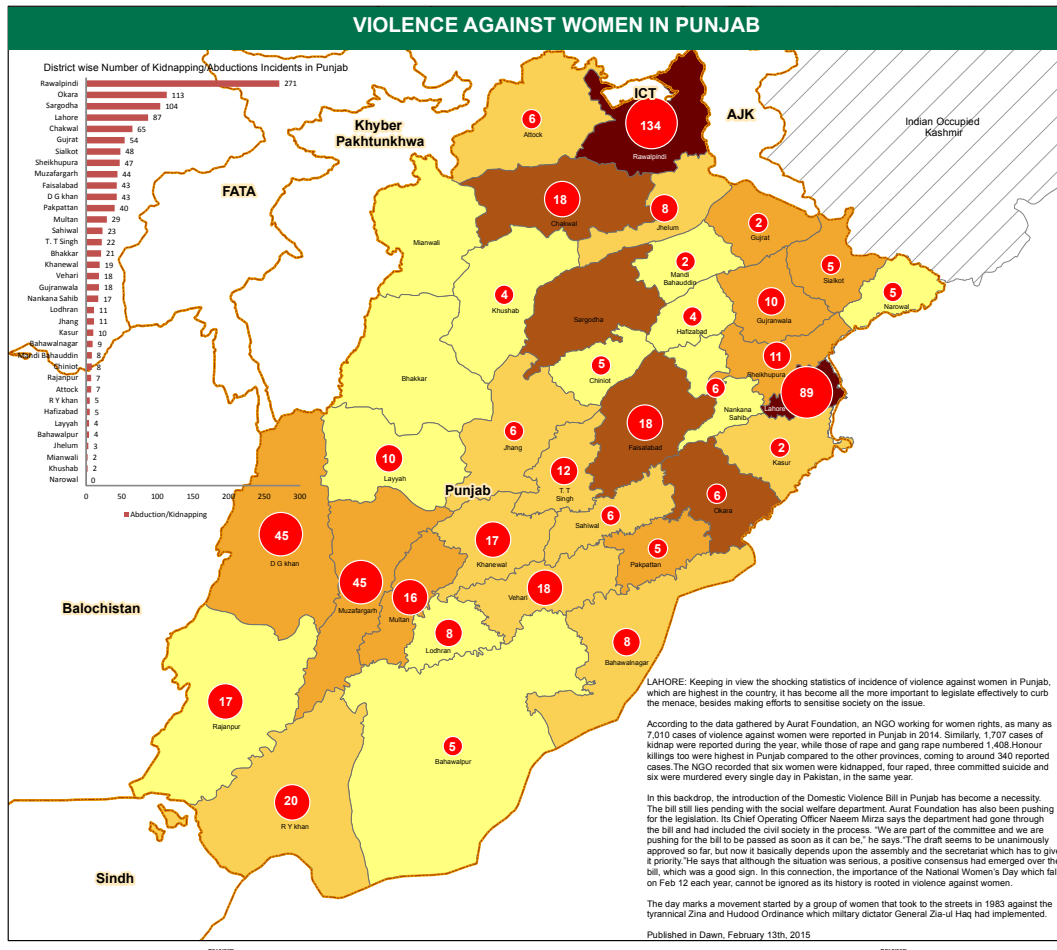 VIOLENCE AGAINST WOMEN IN PUNJAB
District wise Number of Kidnapping/Abductions Incidents in Punjab
Rawalpindi 271
Okara 113
Sargodha 104
Lahore 87
Chakwal 65
Gujrat 54
Sialkot 48
Sheikhupura 47
Muzafargarh 44
Faisalabad 43
D G khan 43
Pakpattan 40
Multan 29
Sahiwal 23
T. T Singh 22
Bhakkar 21
Khanewal 19
Vehari 18
Gujranwala 18
Nankana Sahib 17
Lodhran 11
Jhang 11
Kasur 10
Bahawalnagar 9
Mandi Bahauddin 8
Chiniot 8
Rajanpur 7
Attock 7
R Y khan 5
Hafizabad 5
Layyah 4
Bahawalpur 4
Jhelum 3
Mianwali 2
Khushab 2
Narowal 0
0 50 100 150 200 250 300
Abduction/Kidnapping
ICT
AJK
Indian Occupied
Kashmir
Khyber
Pakhtunkhwa
FATA
Punjab
Balochistan
Sindh
6
Attock
134
Rawalpindi
18
Chakwal
8
Jhelum
2
Gujrat
Mianwali
2
Mandi
Bahauddin
5
Sialkot
5
Narowal
4
Khushab
Sargodha
4
Hafizabad
10
Gujranwala
11
Sheikhupura
5
Chiniot
Bhakkar
6
Nankana
Sahib
Lahore
89
18
Faisalabad
6
Jhang
2
Kasur
10
Layyah
12
T. T
Singh
6
Okara
6
Sahiwal
45
D G khan
17
Khanewal
5
Pakpattan
45
Muzafargarh
16
Multan
18
Vehari
8
Lodhran
8
Bahawalnagar
17
Rajanpur
5
Bahawalpur
20
R Y khan
LAHORE: Keeping in view the shocking statistics of incidence of violence against women in Punjab,
which are highest in the country, it has become all the more important to legislate effectively to curb
the menace, besides making efforts to sensitise society on the issue.
According to the data gathered by Aurat Foundation, an NGO working for women rights, as many as
7,010 cases of violence against women were reported in Punjab in 2014. Similarly, 1,707 cases of
kidnap were reported during the year, while those of rape and gang rape numbered 1,408.Honour
killings too were highest in Punjab compared to the other provinces, coming to around 340 reported
cases.The NGO recorded that six women were kidnapped, four raped, three committed suicide and
six were murdered every single day in Pakistan, in the same year.
In this backdrop, the introduction of the Domestic Violence Bill in Punjab has become a necessity.
The bill still lies pending with the social welfare department. Aurat Foundation has also been pushing
for the legislation. Its Chief Operating Officer Naeem Mirza says the department had gone through
the bill and had included the civil society in the process. "We are part of the committee and we are
pushing for the bill to be passed as soon as it can be," he says."The draft seems to be unanimously
approved so far, but now it basically depends upon the assembly and the secretariat which has to give
it priority."He says that although the situation was serious, a positive consensus had emerged over the
bill, which was a good sign. In this connection, the importance of the National Women's Day which fal
on Feb 12 each year, cannot be ignored as its history is rooted in violence against women.
The day marks a movement started by a group of women that took to the streets in 1983 against the
tyrannical Zina and Hudood Ordinance which miltary dictator General Zia-ul Haq had implemented.
Published in Dawn, February 13th, 2015